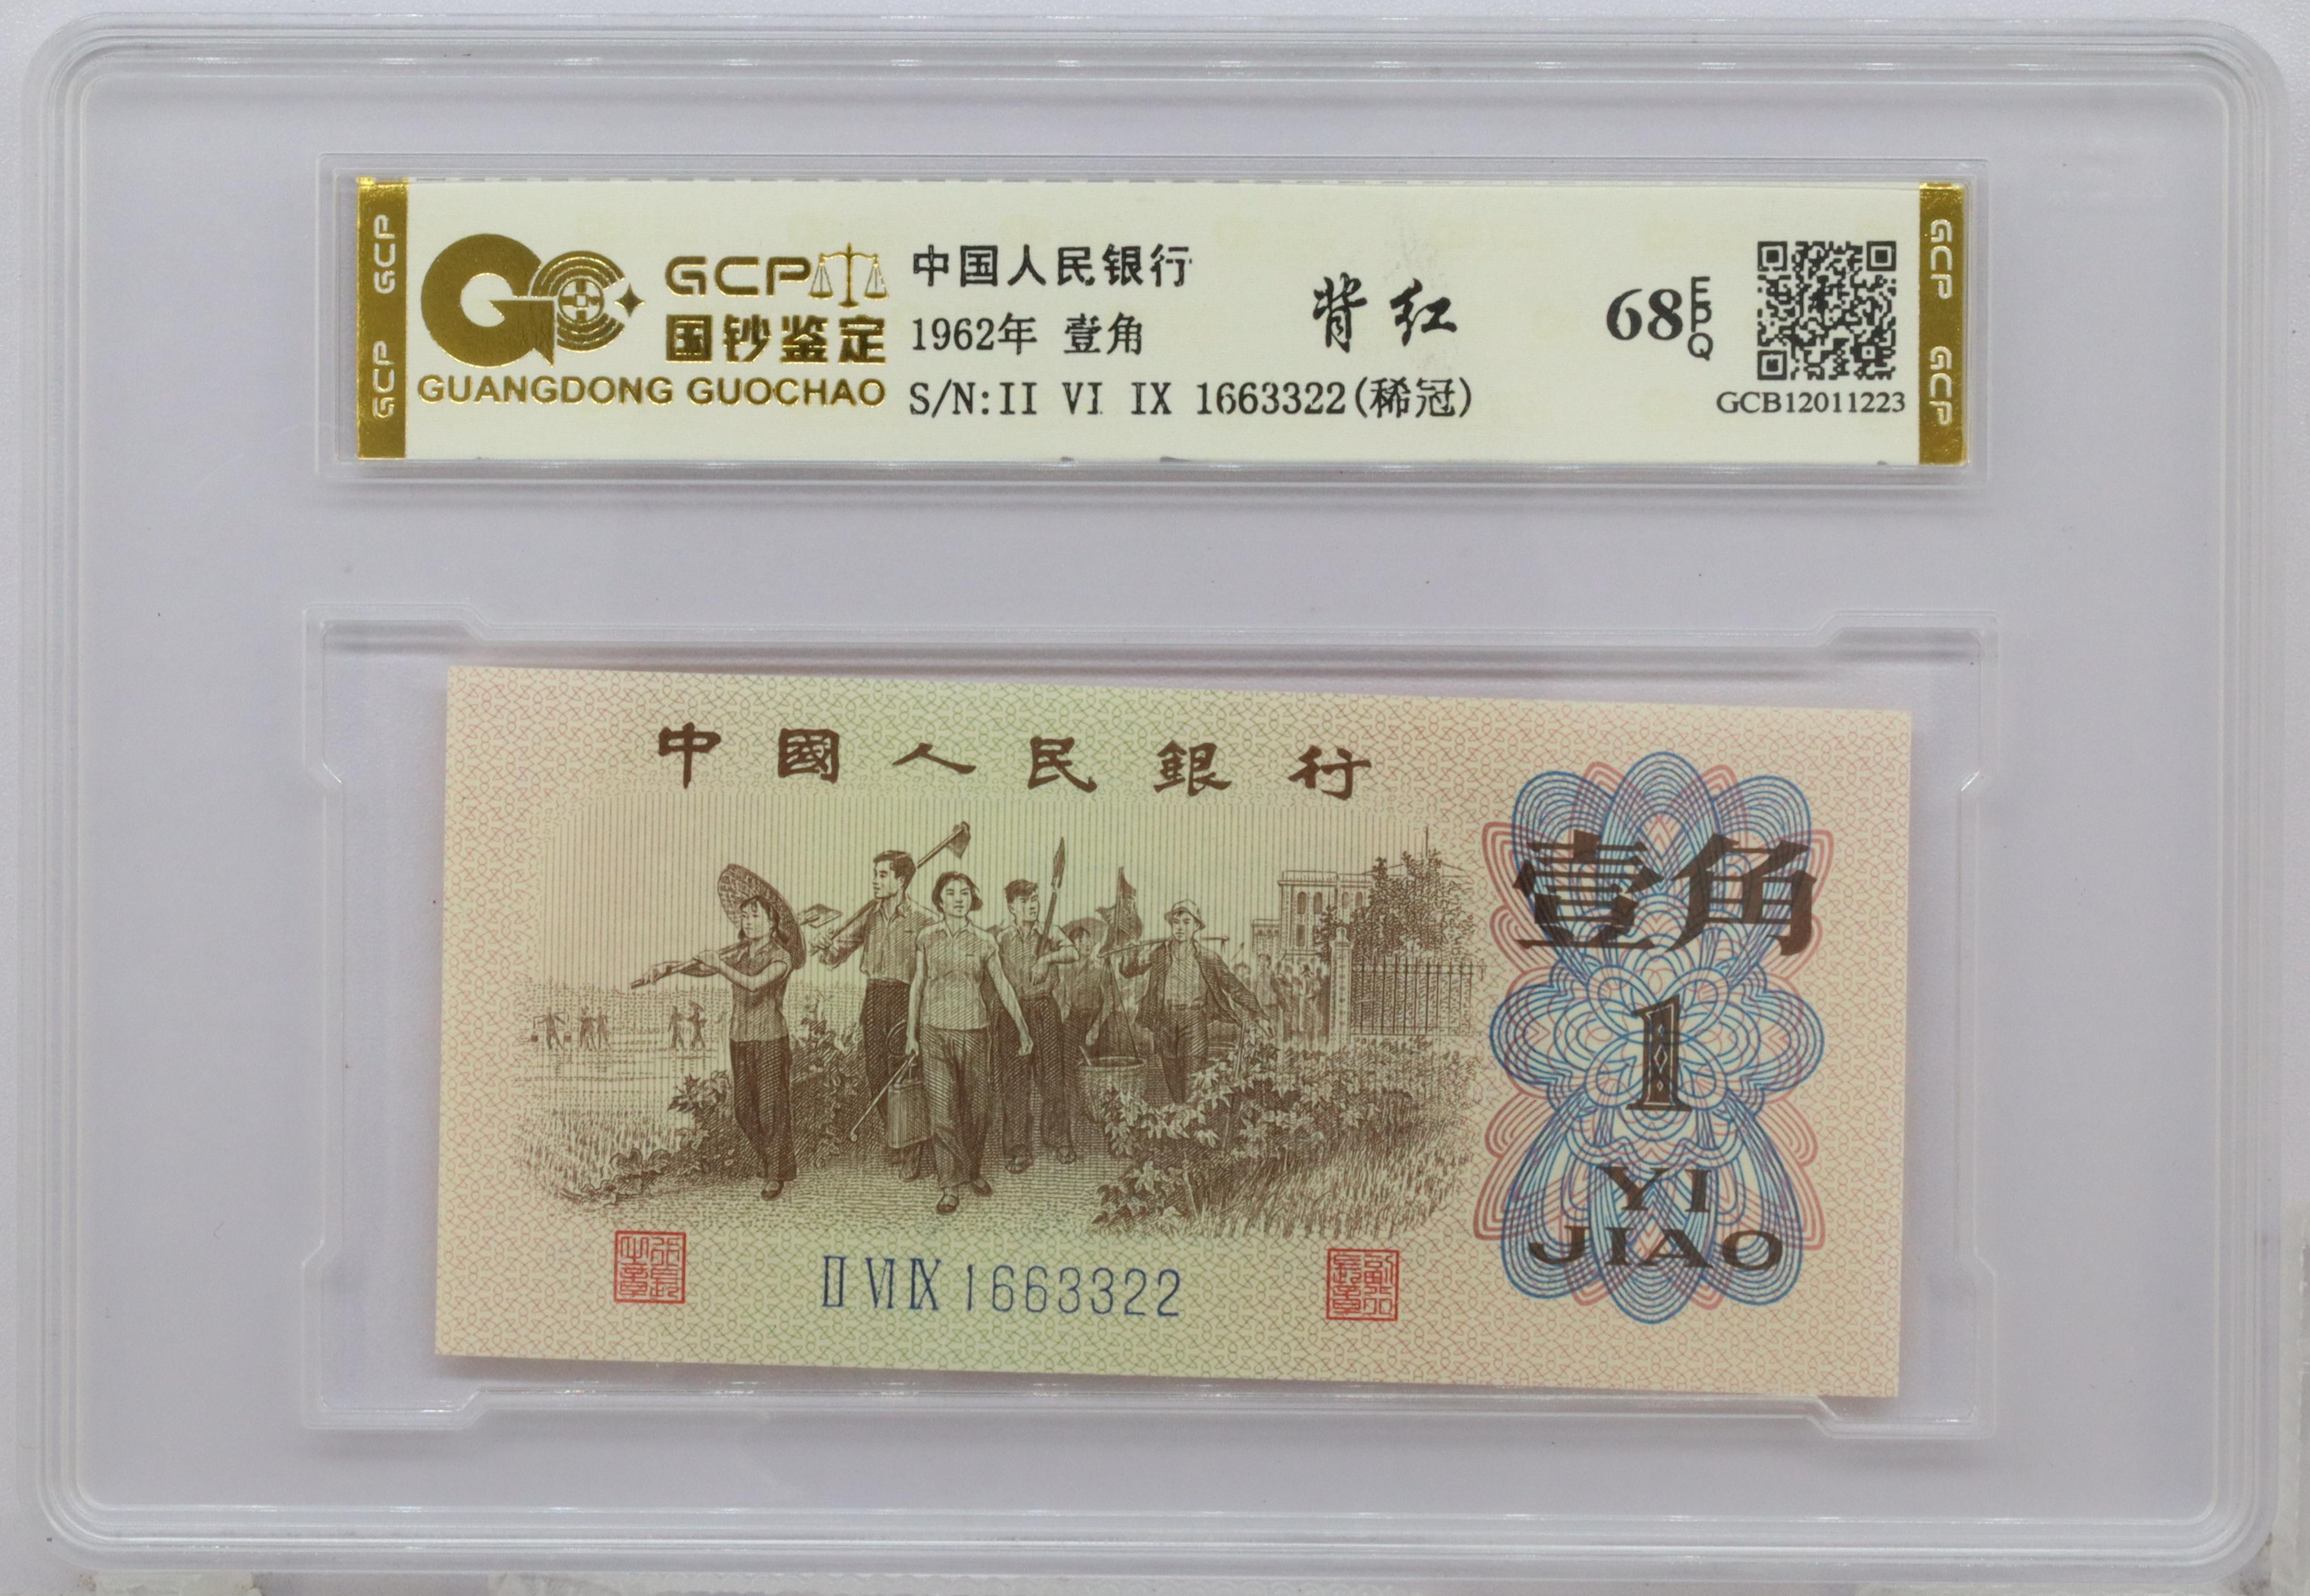 GCP
GCP
GCP
国钞鉴定
GUANGDONG GUOCHAO
中国人民银行
1962年 壹角
S/N:II VI IX 1663322(稀冠)
背红
68 EPQ
GCB12011223
GCP
GCP
中國人民銀行
壹角
1
YI
JIAO
II VI IX 1663322